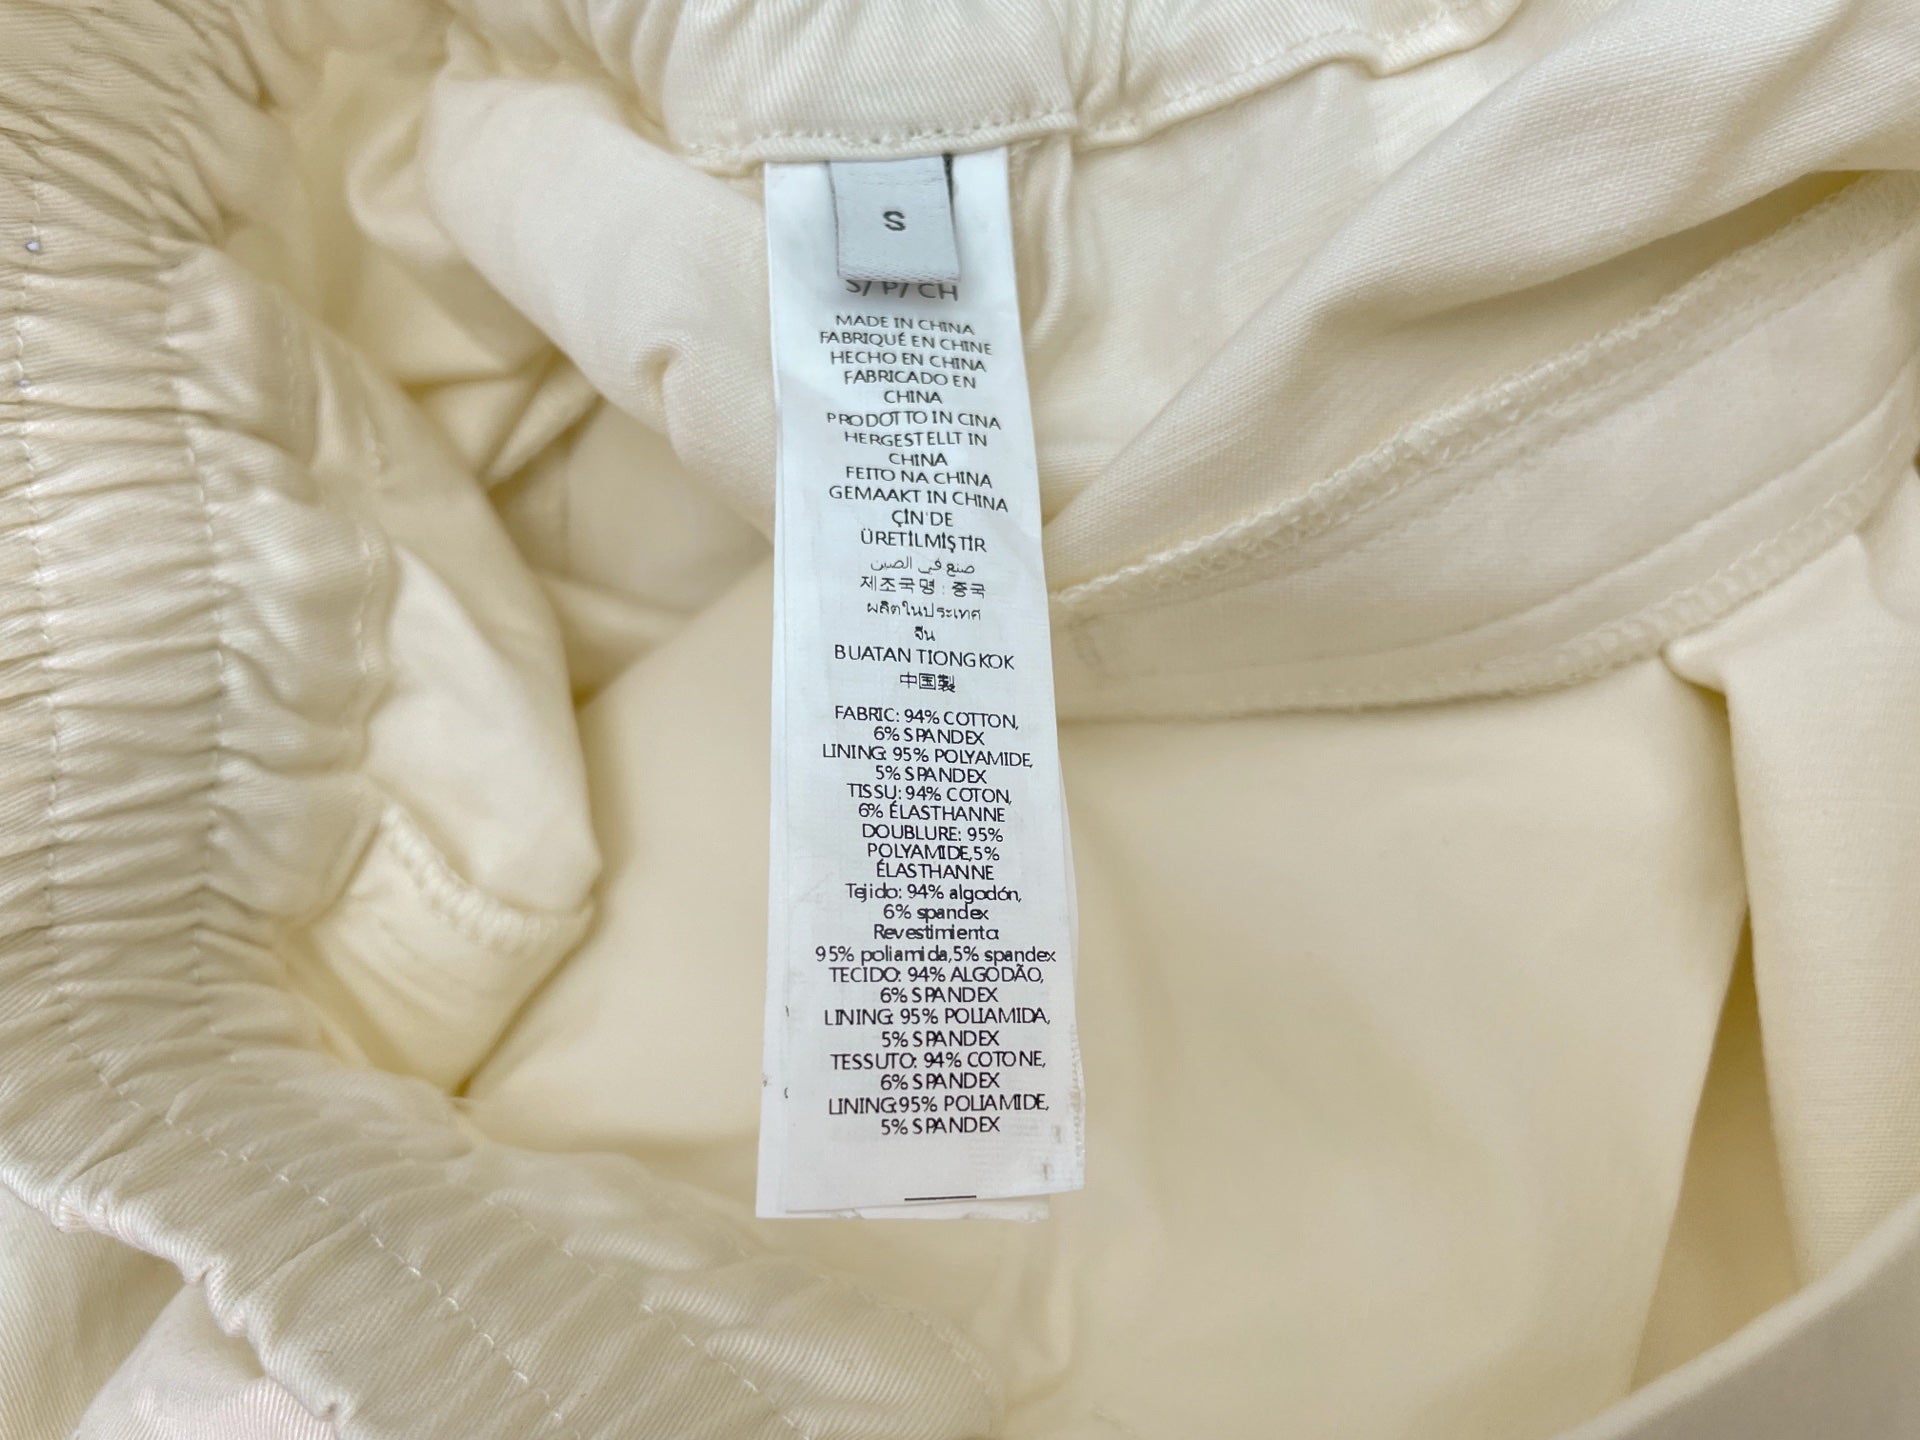 S
S/ P/ CH
MADE IN CHINA
FABRIQUÉ EN CHINE
HECHO EN CHINA
FABRICADO EN
CHINA
PRODOTTO IN CINA
HERGESTELLT IN
CHINA
FEITO NA CHINA
GEMAAKT IN CHINA
ÇİN'DE
ÜRETİLMİŞTİR
صنع في الصين
제조국명 : 중국
ผลิตในประเทศ
จีน
BUATAN TIONGKOK
中国製
FABRIC: 94% COTTON,
6% SPANDEX
LINING: 95% POLYAMIDE,
5% SPANDEX
TISSU: 94% COTON,
6% ÉLASTHANNE
DOUBLURE: 95%
POLYAMIDE,5%
ÉLASTHANNE
Tejido: 94% algodón,
6% spandex
Revestimiento:
95% poliamida,5% spandex
TECIDO: 94% ALGODÃO,
6% SPANDEX
LINING: 95% POLIAMIDA,
5% SPANDEX
TESSUTO: 94% COTONE,
6% SPANDEX
LINING:95% POLIAMIDE,
5% SPANDEX